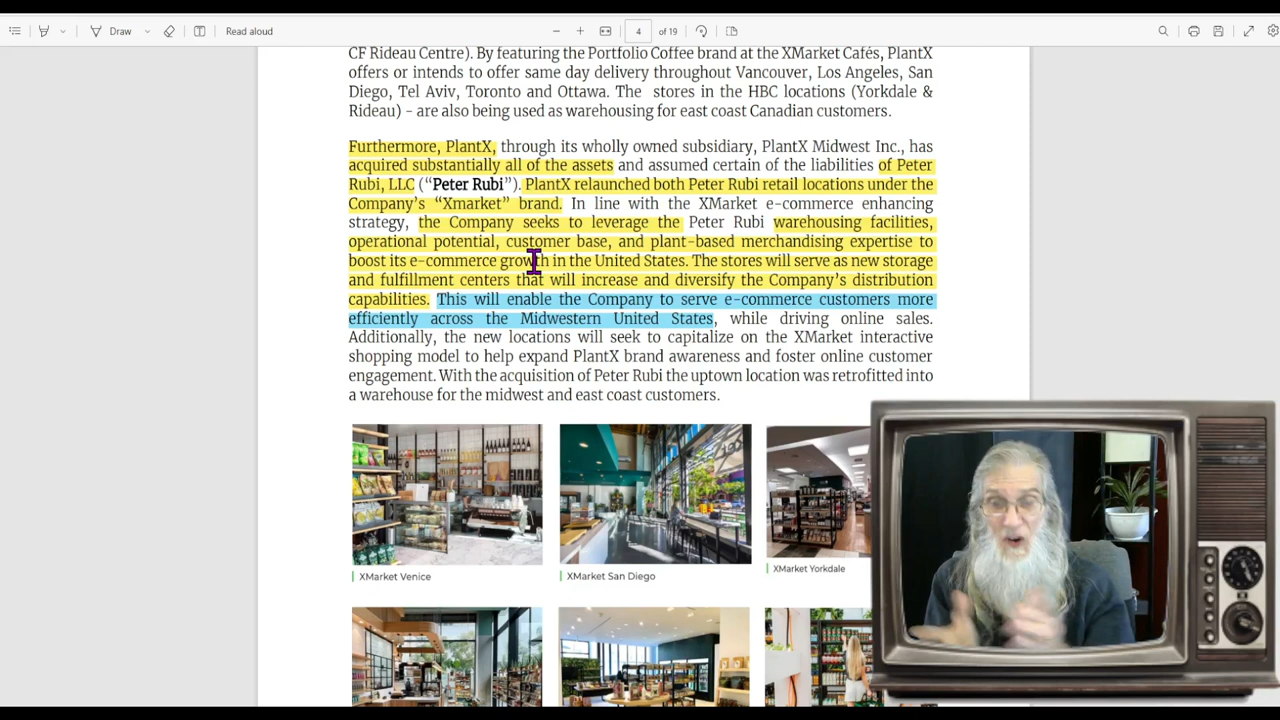 Draw
Read aloud
4
of 19
CF Rideau Centre). By featuring the Portfolio Coffee brand at the XMarket Cafés, PlantX
offers or intends to offer same day delivery throughout Vancouver, Los Angeles, San
Diego, Tel Aviv, Toronto and Ottawa. The stores in the HBC locations (Yorkdale &
Rideau) - are also being used as warehousing for east coast Canadian customers.
Furthermore, PlantX, through its wholly owned subsidiary, PlantX Midwest Inc., has
acquired substantially all of the assets and assumed certain of the liabilities of Peter
Rubi, LLC (“Peter Rubi”). PlantX relaunched both Peter Rubi retail locations under the
Company’s “Xmarket” brand. In line with the XMarket e-commerce enhancing
strategy, the Company seeks to leverage the Peter Rubi warehousing facilities,
operational potential, customer base, and plant-based merchandising expertise to
boost its e-commerce growth in the United States. The stores will serve as new storage
and fulfillment centers that will increase and diversify the Company’s distribution
capabilities. This will enable the Company to serve e-commerce customers more
efficiently across the Midwestern United States, while driving online sales.
Additionally, the new locations will seek to capitalize on the XMarket interactive
shopping model to help expand PlantX brand awareness and foster online customer
engagement. With the acquisition of Peter Rubi the uptown location was retrofitted into
a warehouse for the midwest and east coast customers.
XMarket Venice
XMarket San Diego
XMarket Yorkdale